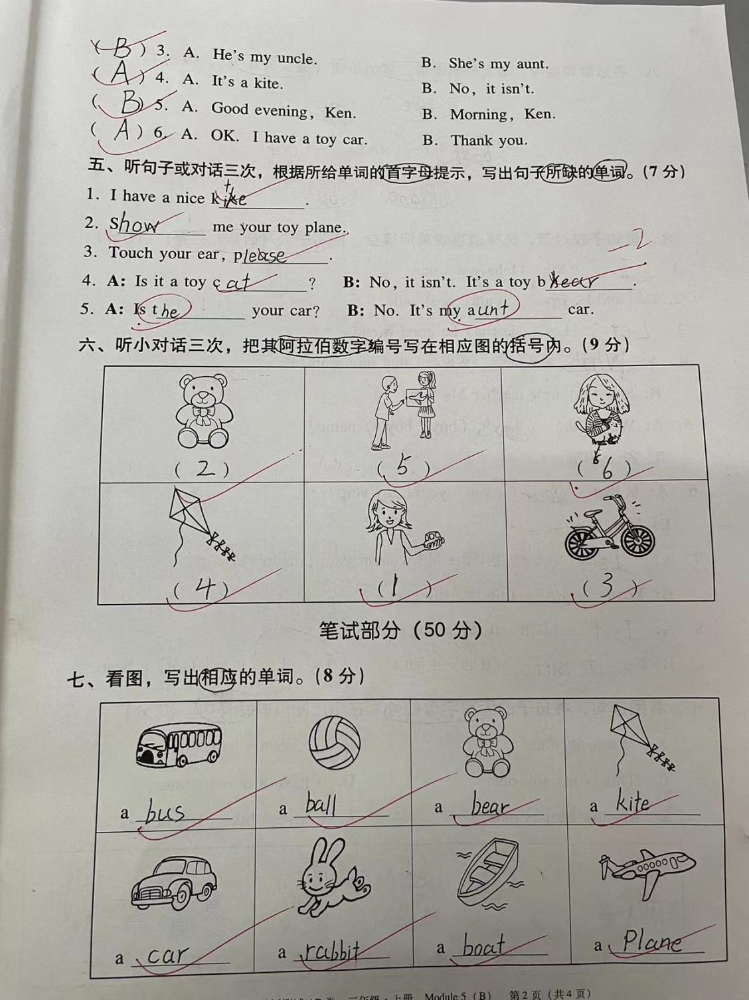 ( B ) 3. A. He's my uncle. B. She's my aunt.
( A ) 4. A. It's a kite. B. No, it isn't.
( B ) 5. A. Good evening, Ken. B. Morning, Ken.
( A ) 6. A. OK. I have a toy car. B. Thank you.
五、听句子或对话三次，根据所给单词的首字母提示，写出句子所缺的单词。(7 分)
1. I have a nice kite.
2. Show me your toy plane.
3. Touch your ear, please.
-2
4. A: Is it a toy cat? B: No, it isn't. It's a toy bear.
5. A: Is the your car? B: No. It's my aunt car.
六、听小对话三次，把其阿拉伯数字编号写在相应图的括号内。(9 分)
( 2 ) ( 5 ) ( 6 )
( 4 ) ( 1 ) ( 3 )
笔试部分(50 分)
七、看图，写出相应的单词。(8 分)
a bus a ball a bear a kite
a car a rabbit a boat a Plane
三年级·上册 Module 5 (B) 第 2 页 (共 4 页)